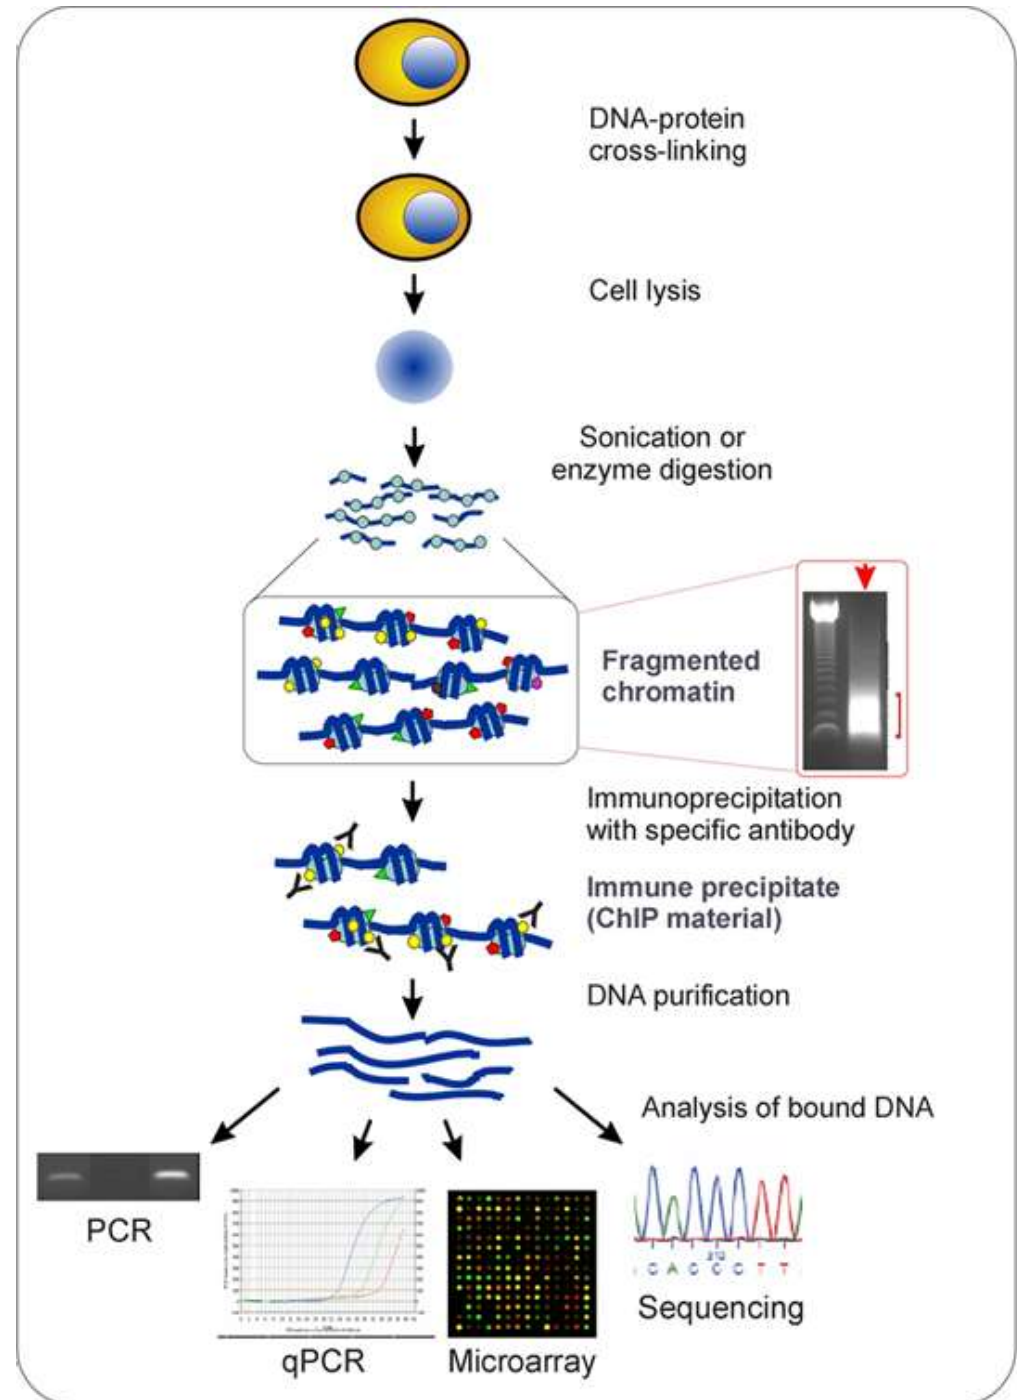 DNA-protein
cross-linking
Cell lysis
Sonication or
enzyme digestion
Fragmented
chromatin
Immunoprecipitation
with specific antibody
Immune precipitate
(ChIP material)
DNA purification
Analysis of bound DNA
PCR
qPCR
Microarray
G A C C C T T
Sequencing